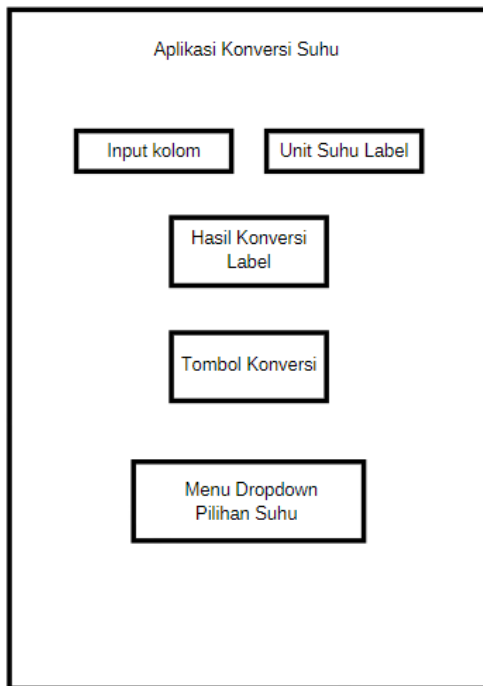 Aplikasi Konversi Suhu
Input kolom
Unit Suhu Label
Hasil Konversi
Label
Tombol Konversi
Menu Dropdown
Pilihan Suhu